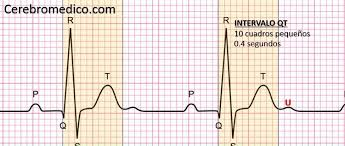 Cerebromedico.com
R
R
INTERVALO QT
10 cuadros pequeños
0.4 segundos
P
T
P
T
U
Q
S
Q
S